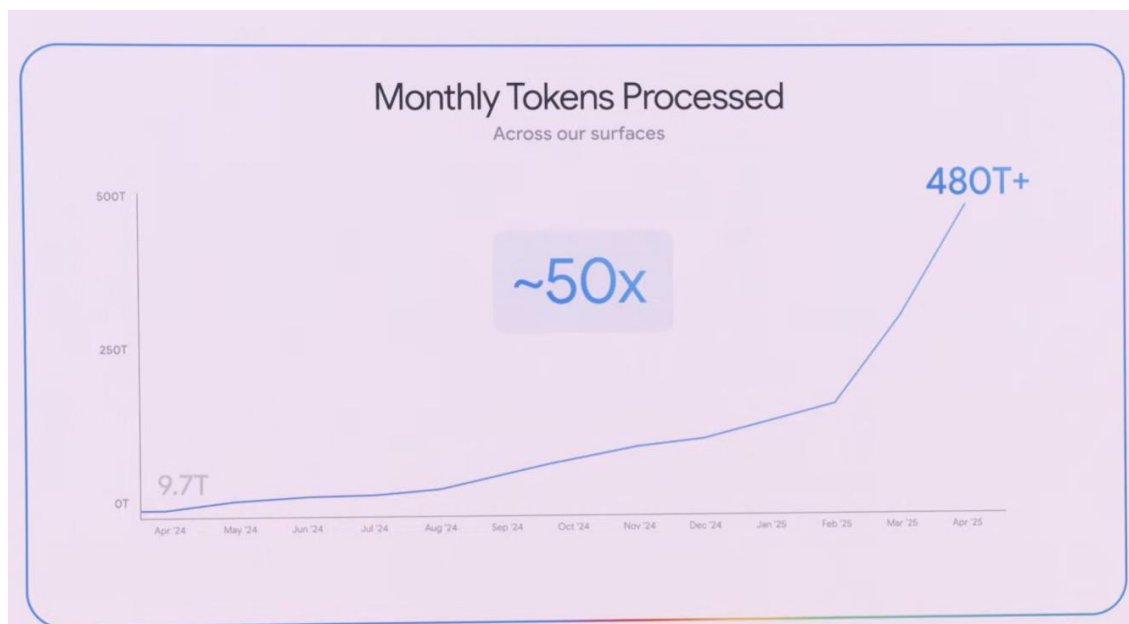 Monthly Tokens Processed
Across our surfaces
480T+
500T
~50x
250T
9.7T
0T
Apr '24 May '24 Jun '24 Jul '24 Aug '24 Sep '24 Oct '24 Nov '24 Dec '24 Jan '25 Feb '25 Mar '25 Apr '25